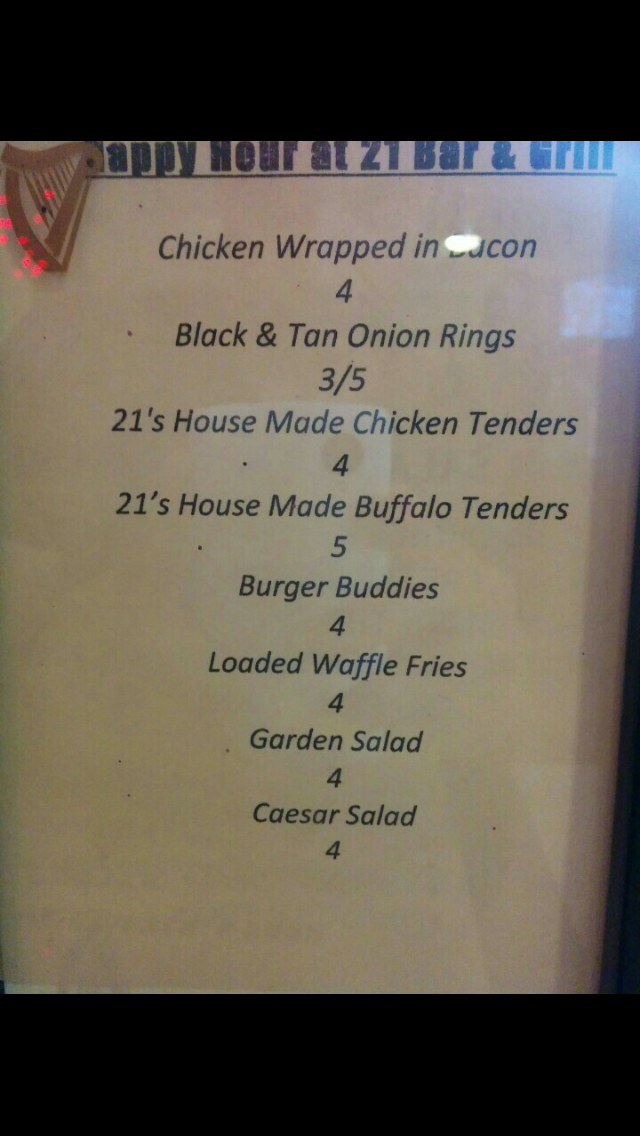 Happy Hour at 21 Bar & Grill
Chicken Wrapped in Bacon
4
Black & Tan Onion Rings
3/5
21's House Made Chicken Tenders
4
21’s House Made Buffalo Tenders
5
Burger Buddies
4
Loaded Waffle Fries
4
Garden Salad
4
Caesar Salad
4